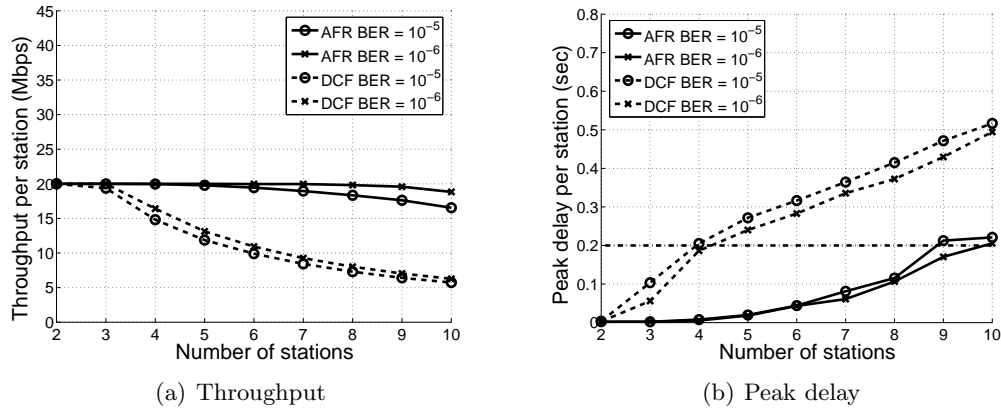 45
40
35
30
25
20
15
10
5
0
2 3 4 5 6 7 8 9 10
Throughput per station (Mbps)
Number of stations
AFR BER = 10⁻⁵
AFR BER = 10⁻⁶
DCF BER = 10⁻⁵
DCF BER = 10⁻⁶
(a) Throughput
0.8
0.7
0.6
0.5
0.4
0.3
0.2
0.1
0
2 3 4 5 6 7 8 9 10
Peak delay per station (sec)
Number of stations
AFR BER = 10⁻⁵
AFR BER = 10⁻⁶
DCF BER = 10⁻⁵
DCF BER = 10⁻⁶
(b) Peak delay